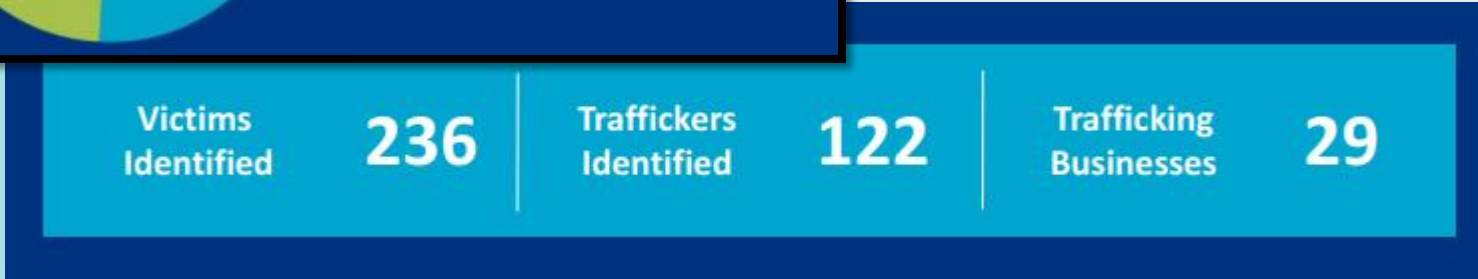 Victims
Identified
236
Traffickers
Identified
122
Trafficking
Businesses
29